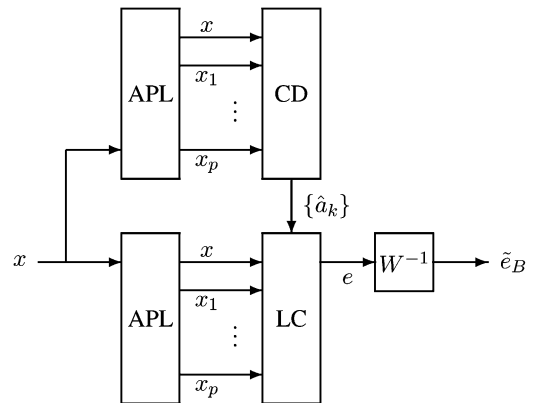 x
APL CD
x_1
⋮
x_p
{â_k}
x
x APL LC W^{-1} ẽ_B
x_1
e
⋮
x_p